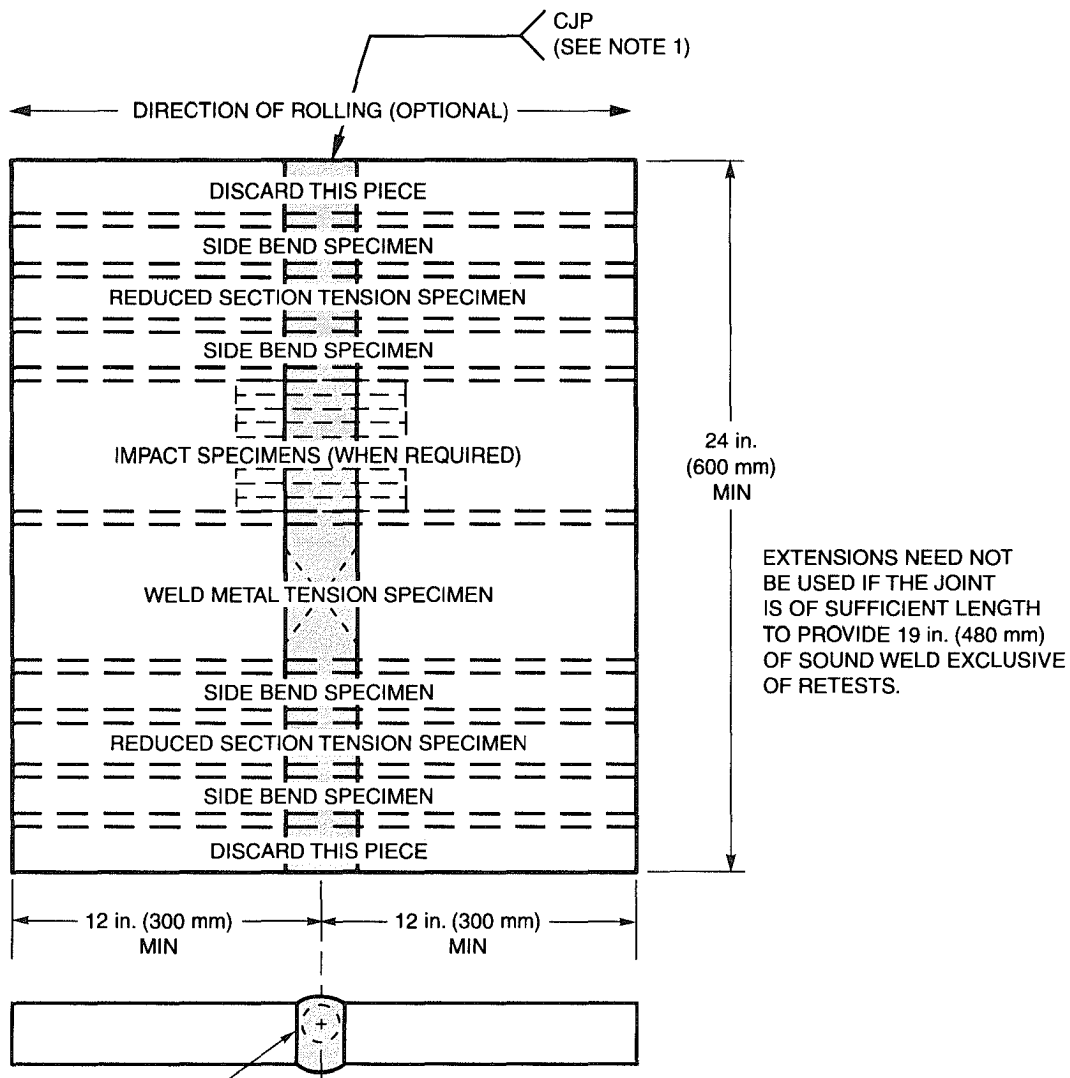 CJP
(SEE NOTE 1)
DIRECTION OF ROLLING (OPTIONAL)
DISCARD THIS PIECE
SIDE BEND SPECIMEN
REDUCED SECTION TENSION SPECIMEN
SIDE BEND SPECIMEN
IMPACT SPECIMENS (WHEN REQUIRED)
24 in.
(600 mm)
MIN
WELD METAL TENSION SPECIMEN
EXTENSIONS NEED NOT
BE USED IF THE JOINT
IS OF SUFFICIENT LENGTH
TO PROVIDE 19 in. (480 mm)
OF SOUND WELD EXCLUSIVE
OF RETESTS.
SIDE BEND SPECIMEN
REDUCED SECTION TENSION SPECIMEN
SIDE BEND SPECIMEN
DISCARD THIS PIECE
12 in. (300 mm)
MIN
12 in. (300 mm)
MIN